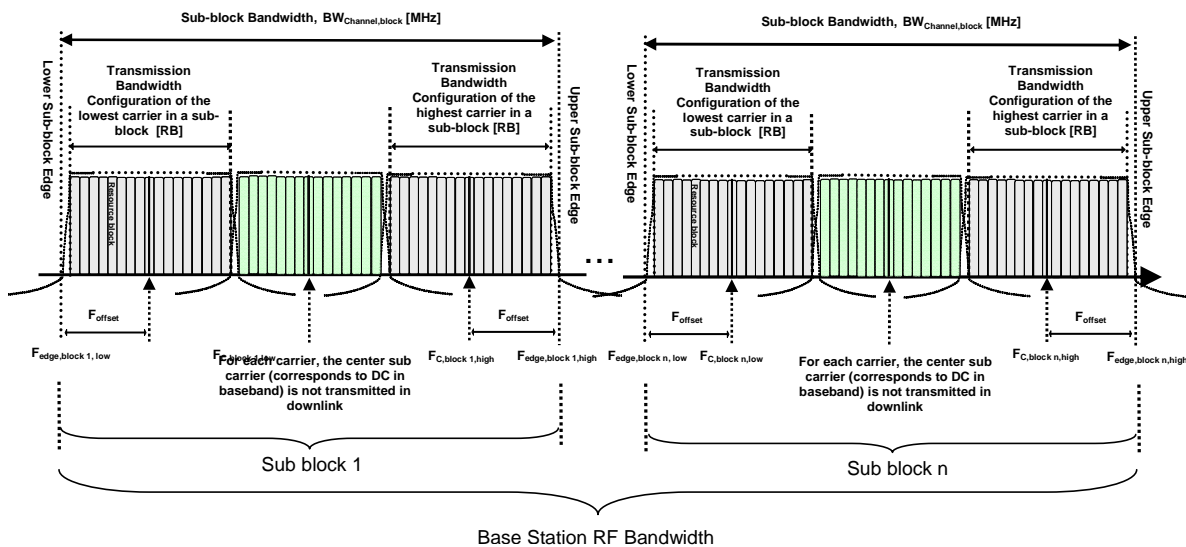 Sub-block Bandwidth, BWChannel,block [MHz]
Sub-block Bandwidth, BWChannel,block [MHz]
Lower Sub-block Edge
Transmission
Bandwidth
Configuration of the
lowest carrier in a sub-
block [RB]
Transmission
Bandwidth
Configuration of
the highest carrier in a
sub-block [RB]
Upper Sub-block Edge
Lower Sub-block Edge
Transmission
Bandwidth
Configuration of the
lowest carrier in a
sub-block [RB]
Transmission
Bandwidth
Configuration of the
highest carrier in a
sub-block [RB]
Upper Sub-block Edge
Resource block
Resource block
...
Foffset
Foffset
Foffset
Foffset
Fedge,block 1, low
FC,block 1,low
FC,block 1,high
Fedge,block 1,high
Fedge,block n, low
FC,block n,low
FC,block n,high
Fedge,block n,high
For each carrier, the center sub
carrier (corresponds to DC in
baseband) is not transmitted in
downlink
For each carrier, the center sub
carrier (corresponds to DC in
baseband) is not transmitted in
downlink
Sub block 1
Sub block n
Base Station RF Bandwidth